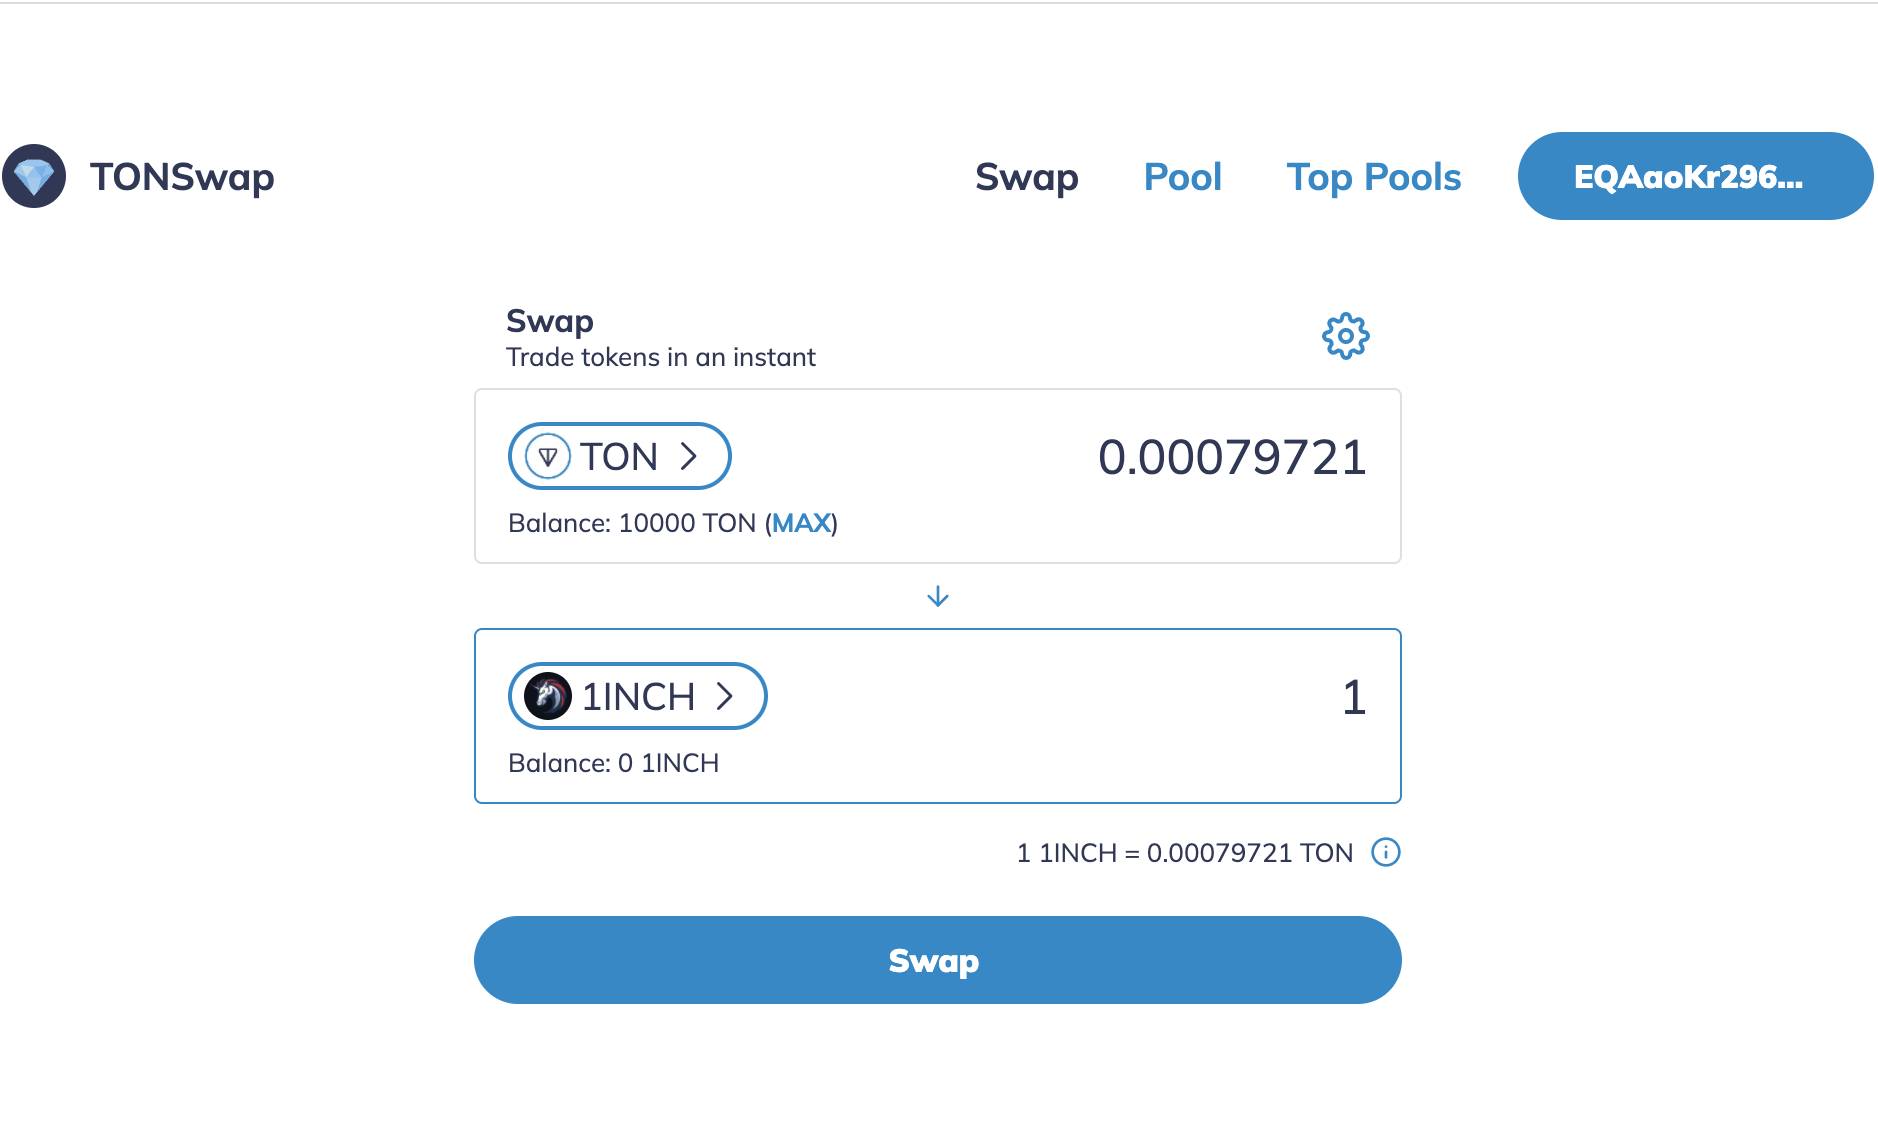 TONSwap
Swap
Pool
Top Pools
EQAaoKr296...
Swap
Trade tokens in an instant
TON
0.00079721
Balance: 10000 TON (MAX)
1INCH
1
Balance: 0 1INCH
1 1INCH = 0.00079721 TON
Swap